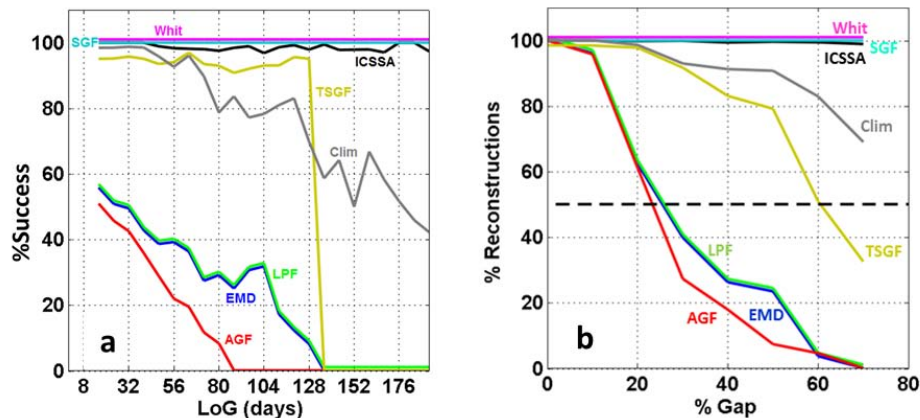 Whit
SGF
100
ICSSA
TSGF
80
Clim
60
%Success
40
LPF
20
EMD
a
AGF
0
8 32 56 80 104 128 152 176
LoG (days)
Whit
SGF
100
ICSSA
80
Clim
60
% Reconstructions
40
LPF
TSGF
20
AGF
EMD
b
0
0 20 40 60 80
% Gap